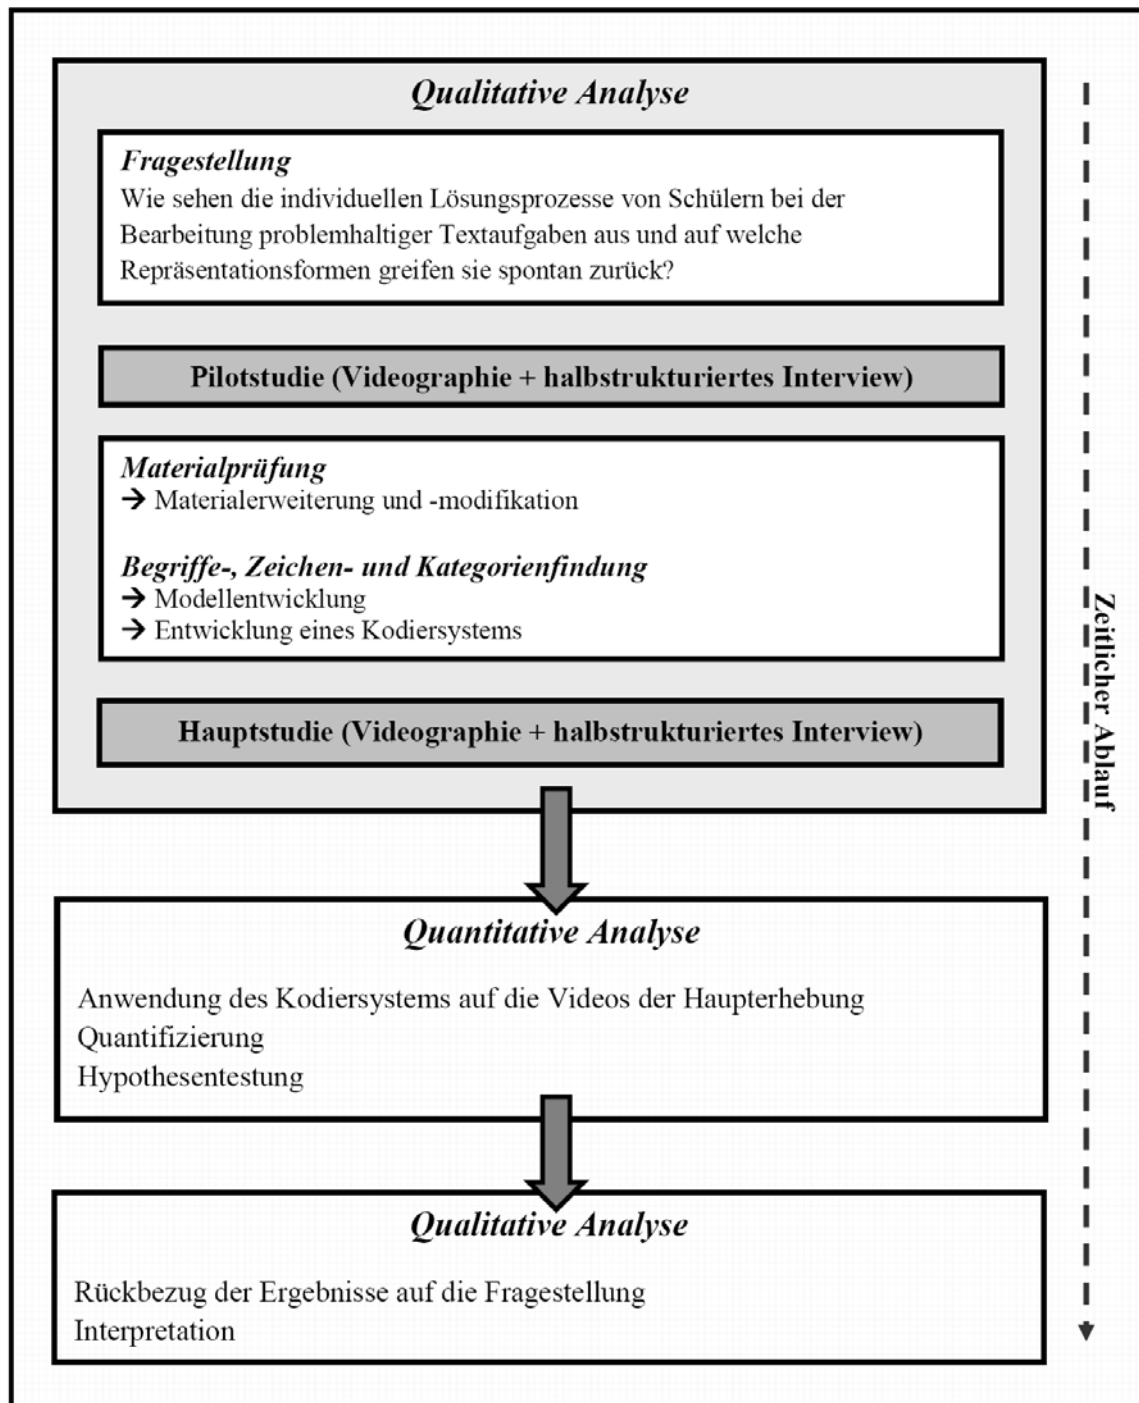 Qualitative Analyse
Fragestellung
Wie sehen die individuellen Lösungsprozesse von Schülern bei der
Bearbeitung problemhaltiger Textaufgaben aus und auf welche
Repräsentationsformen greifen sie spontan zurück?
Pilotstudie (Videographie + halbstrukturiertes Interview)
Materialprüfung
→ Materialerweiterung und -modifikation
Begriffe-, Zeichen- und Kategorienfindung
→ Modellentwicklung
→ Entwicklung eines Kodiersystems
Hauptstudie (Videographie + halbstrukturiertes Interview)
Zeitlicher Ablauf
Quantitative Analyse
Anwendung des Kodiersystems auf die Videos der Haupterhebung
Quantifizierung
Hypothesentestung
Qualitative Analyse
Rückbezug der Ergebnisse auf die Fragestellung
Interpretation